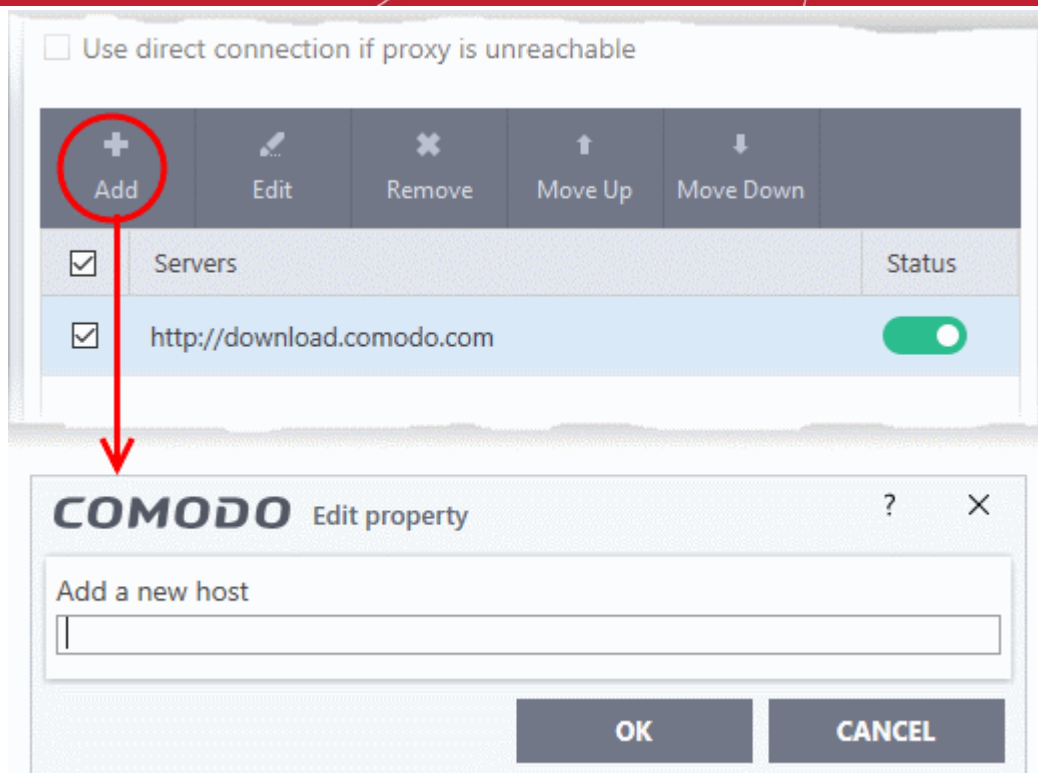 Use direct connection if proxy is unreachable
Add Edit Remove Move Up Move Down
Servers Status
http://download.comodo.com
COMODO Edit property ?
Add a new host
OK CANCEL